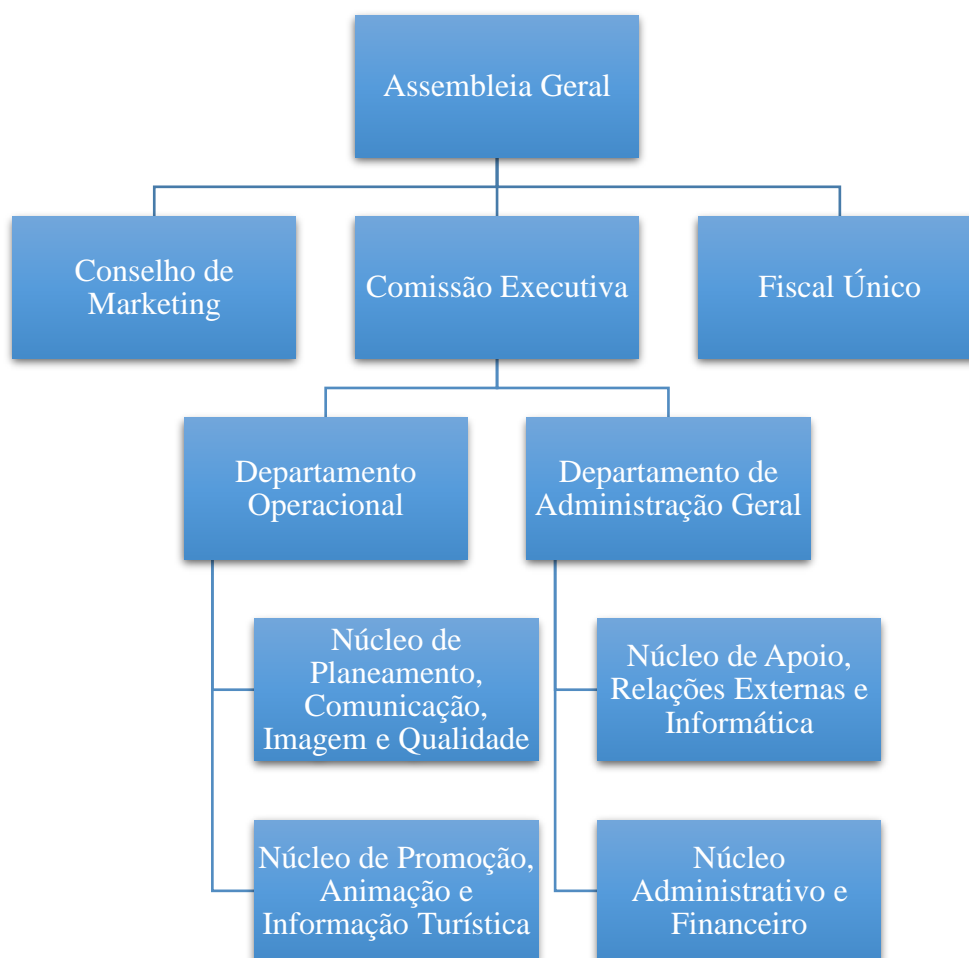 Assembleia Geral
Conselho de
Marketing
Comissão Executiva
Fiscal Único
Departamento
Operacional
Departamento de
Administração Geral
Núcleo de
Planeamento,
Comunicação,
Imagem e Qualidade
Núcleo de Apoio,
Relações Externas e
Informática
Núcleo de Promoção,
Animação e
Informação Turística
Núcleo
Administrativo e
Financeiro